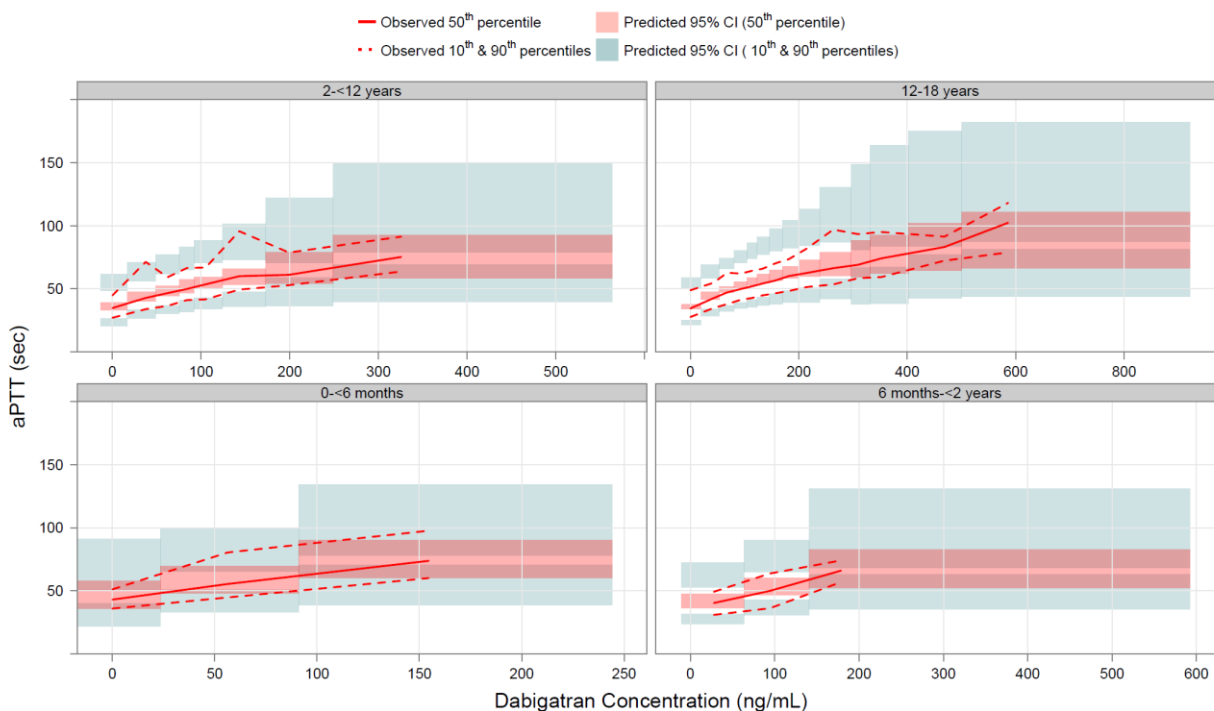 Observed 50th percentile
Predicted 95% CI (50th percentile)
Observed 10th & 90th percentiles
Predicted 95% CI ( 10th & 90th percentiles)
2-<12 years
12-18 years
150
100
50
0 100 200 300 400 500
0 200 400 600 800
0-<6 months
6 months-<2 years
150
100
50
0 50 100 150 200 250
0 100 200 300 400 500 600
aPTT (sec)
Dabigatran Concentration (ng/mL)